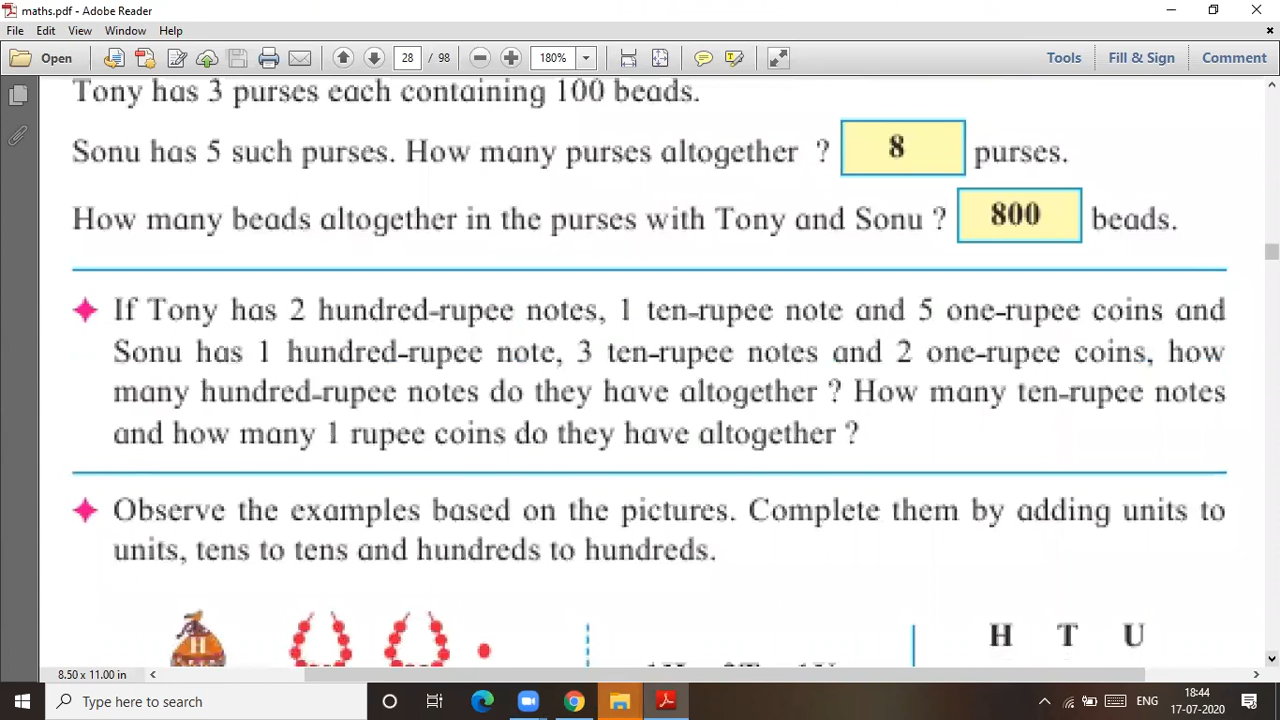 maths.pdf - Adobe Reader
File Edit View Window Help
Open 28 / 98 180% Tools Fill & Sign Comment
Tony has 3 purses each containing 100 beads.
Sonu has 5 such purses. How many purses altogether ? 8 purses.
How many beads altogether in the purses with Tony and Sonu ? 800 beads.
If Tony has 2 hundred-rupee notes, 1 ten-rupee note and 5 one-rupee coins and
Sonu has 1 hundred-rupee note, 3 ten-rupee notes and 2 one-rupee coins, how
many hundred-rupee notes do they have altogether ? How many ten-rupee notes
and how many 1 rupee coins do they have altogether ?
Observe the examples based on the pictures. Complete them by adding units to
units, tens to tens and hundreds to hundreds.
H T U
8.50 x 11.00 in
Type here to search ENG 18:44
17-07-2020